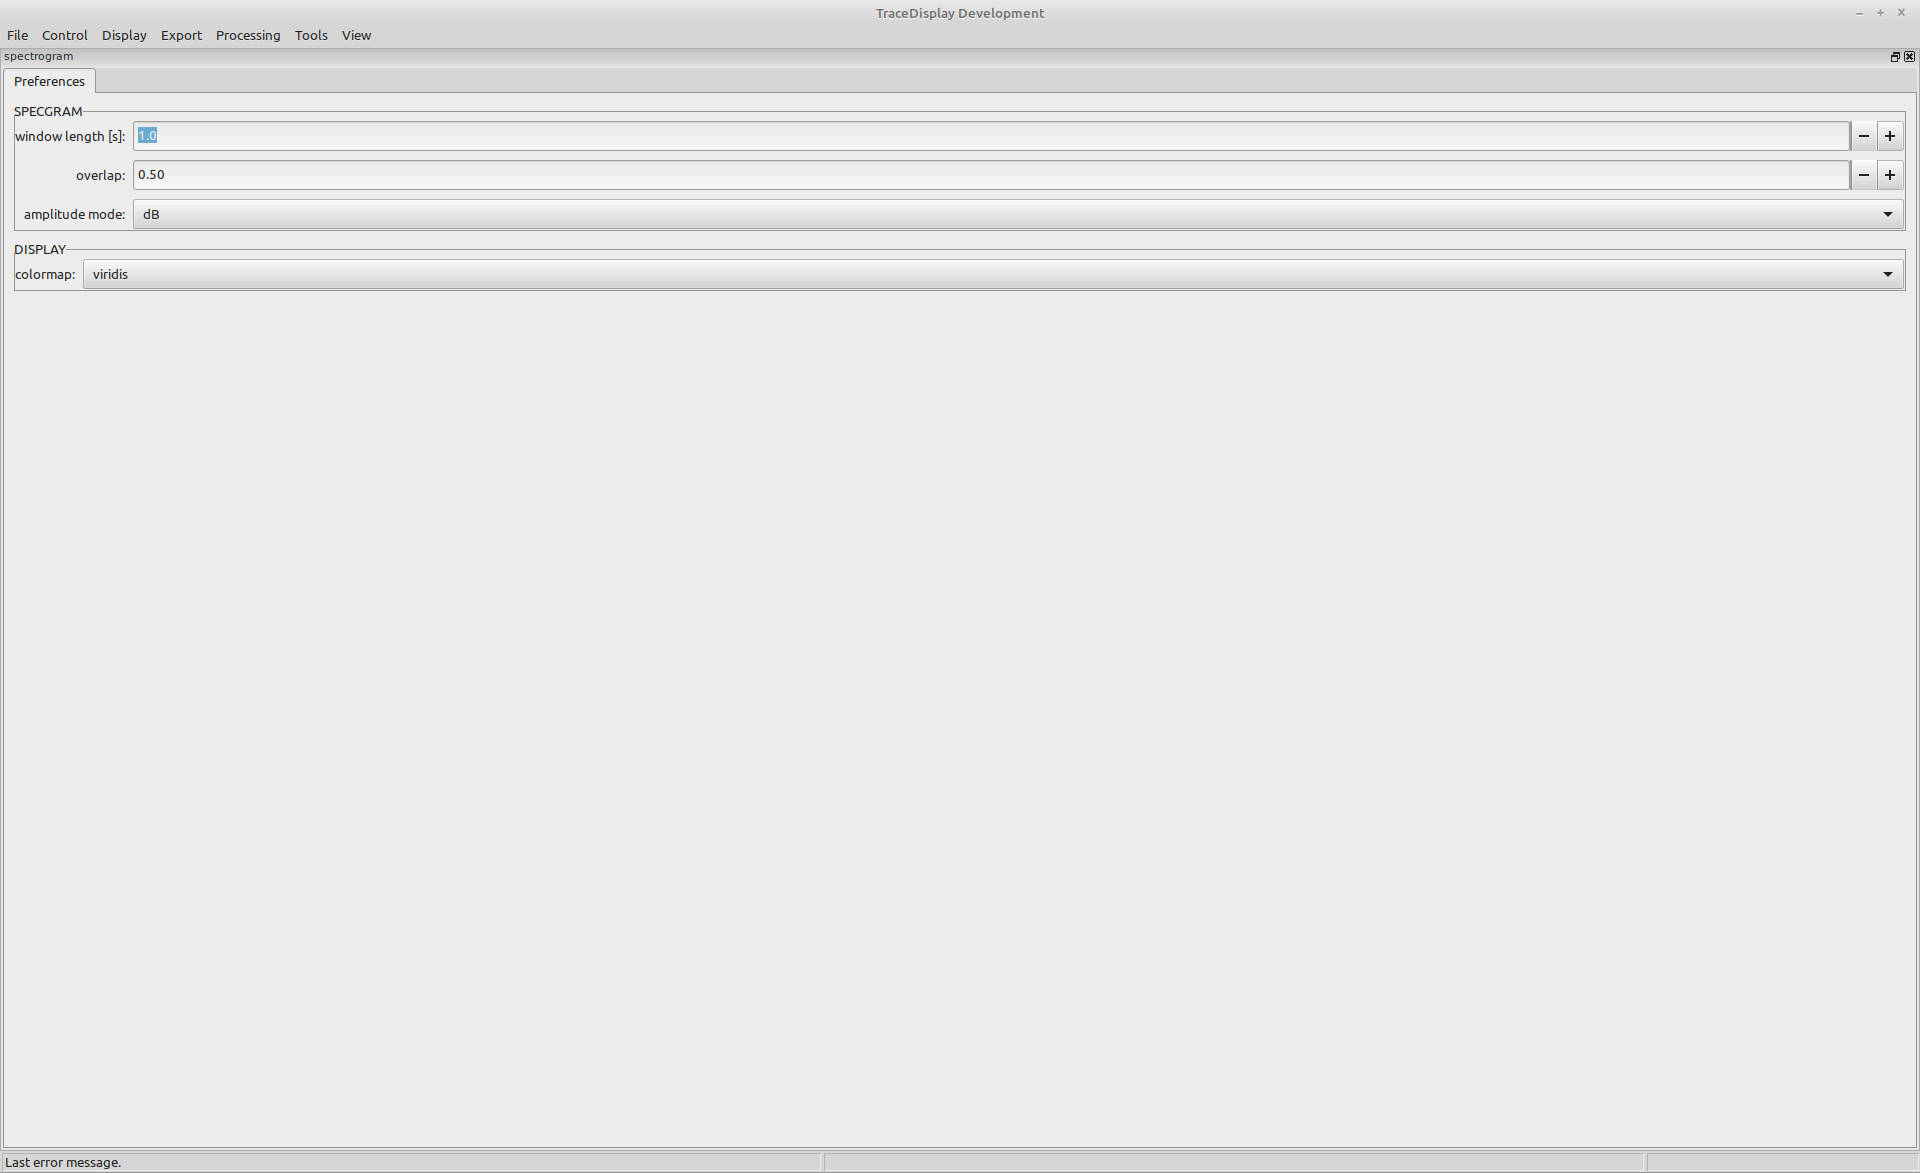 TraceDisplay Development
File Control Display Export Processing Tools View
spectrogram
Preferences
SPECGRAM
window length [s]: 1.0
overlap: 0.50
amplitude mode: dB
DISPLAY
colormap: viridis
Last error message.